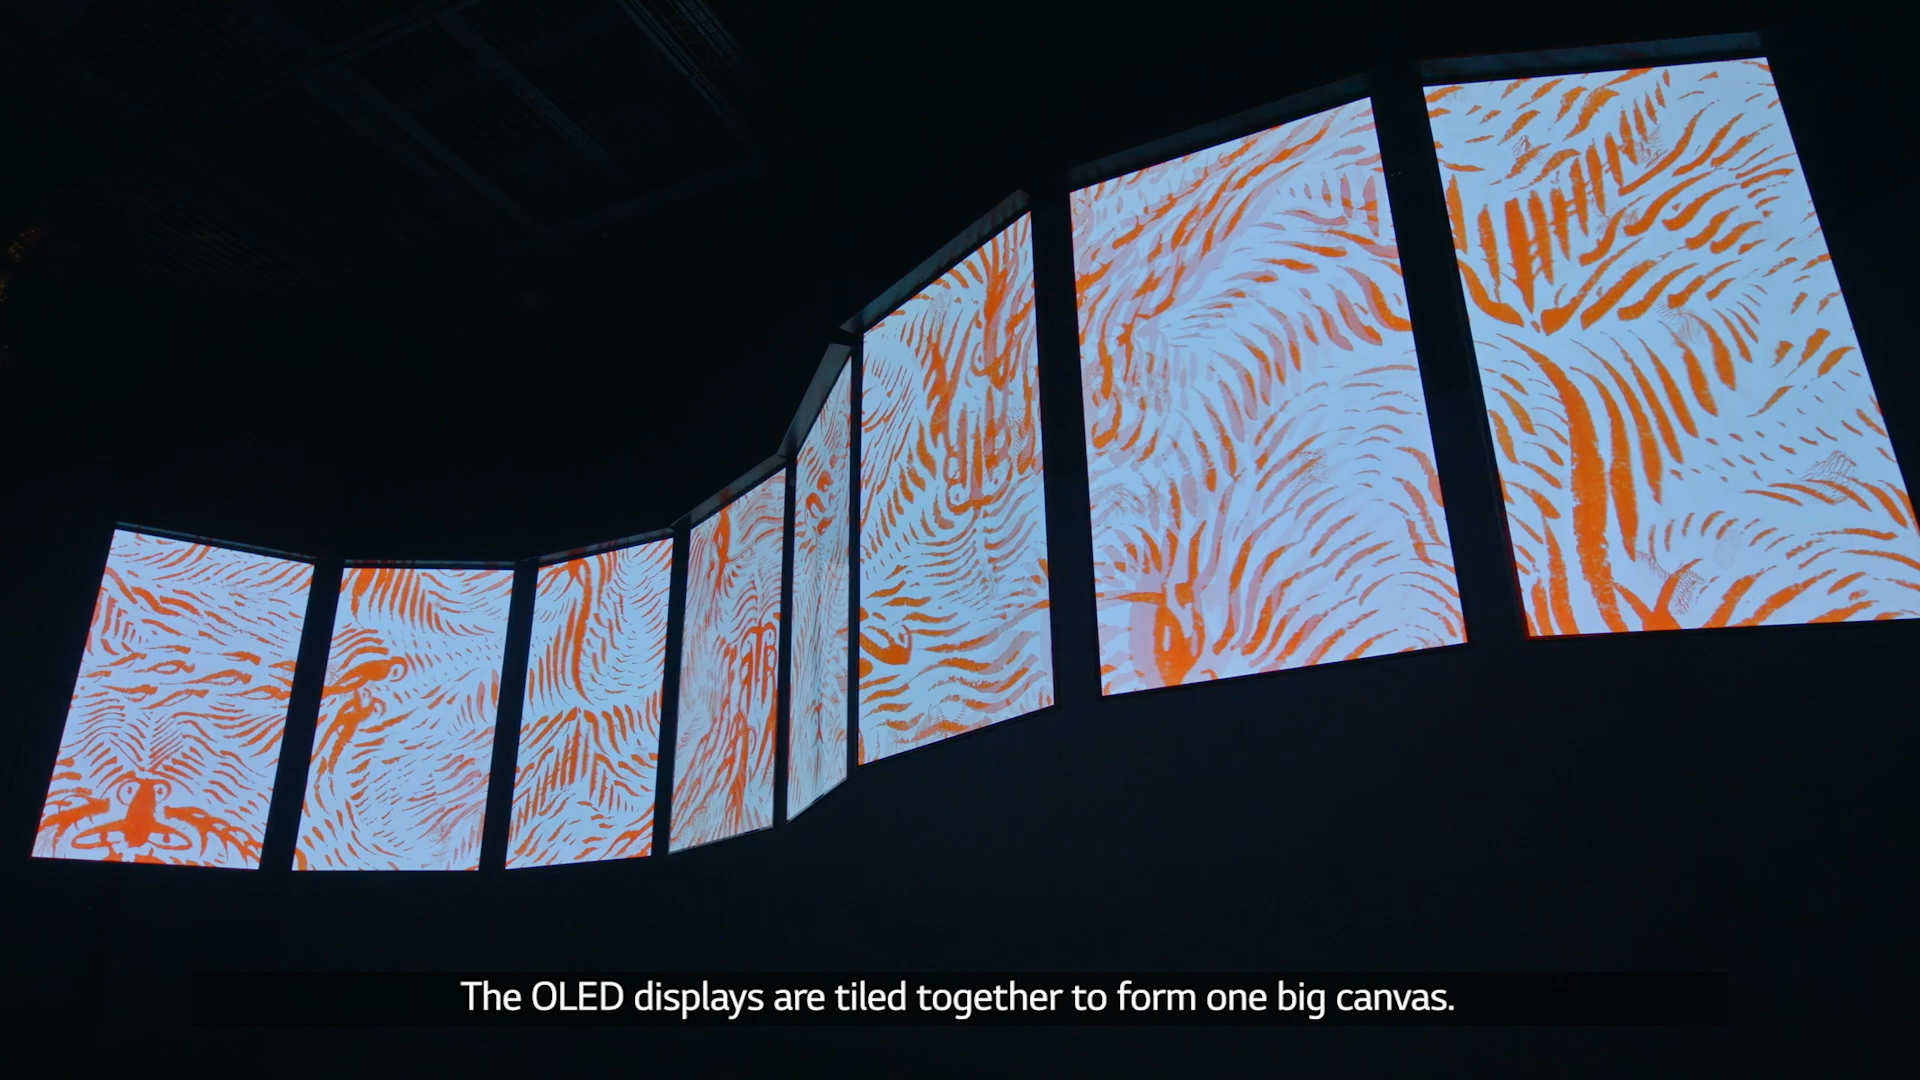 The OLED displays are tiled together to form one big canvas.